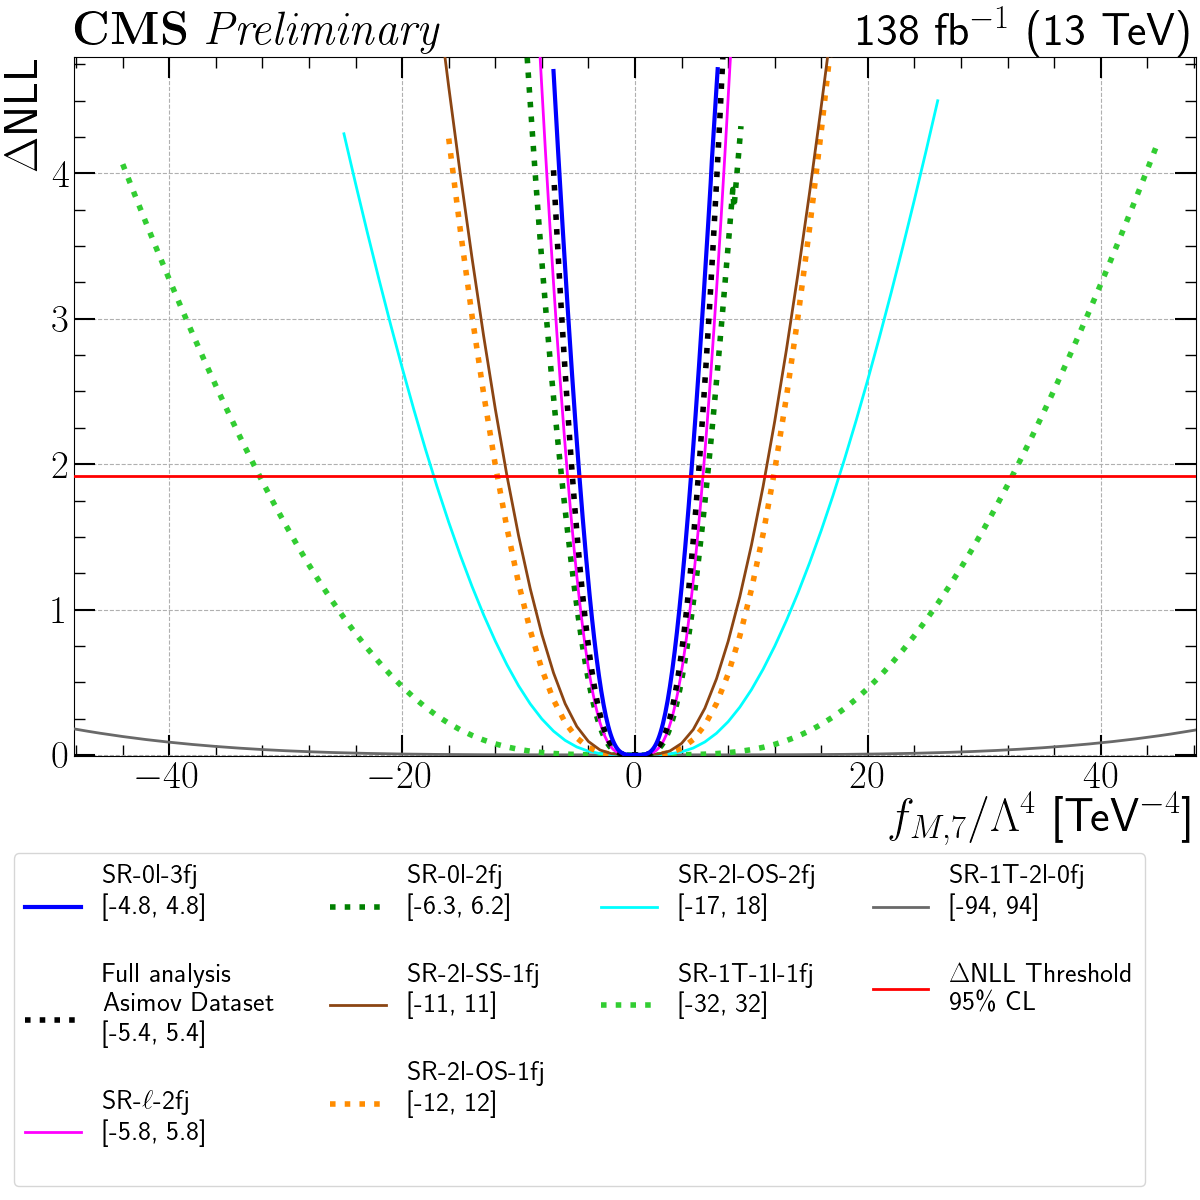 CMS Preliminary
138 fb⁻¹ (13 TeV)
ΔNLL
4
3
2
1
0
−40 −20 0 20 40
f_{M,7}/Λ⁴ [TeV⁻⁴]
SR-0l-3fj
[-4.8, 4.8]
Full analysis
Asimov Dataset
[-5.4, 5.4]
SR-ℓ-2fj
[-5.8, 5.8]
SR-0l-2fj
[-6.3, 6.2]
SR-2l-SS-1fj
[-11, 11]
SR-2l-OS-1fj
[-12, 12]
SR-2l-OS-2fj
[-17, 18]
SR-1T-1l-1fj
[-32, 32]
SR-1T-2l-0fj
[-94, 94]
ΔNLL Threshold
95% CL